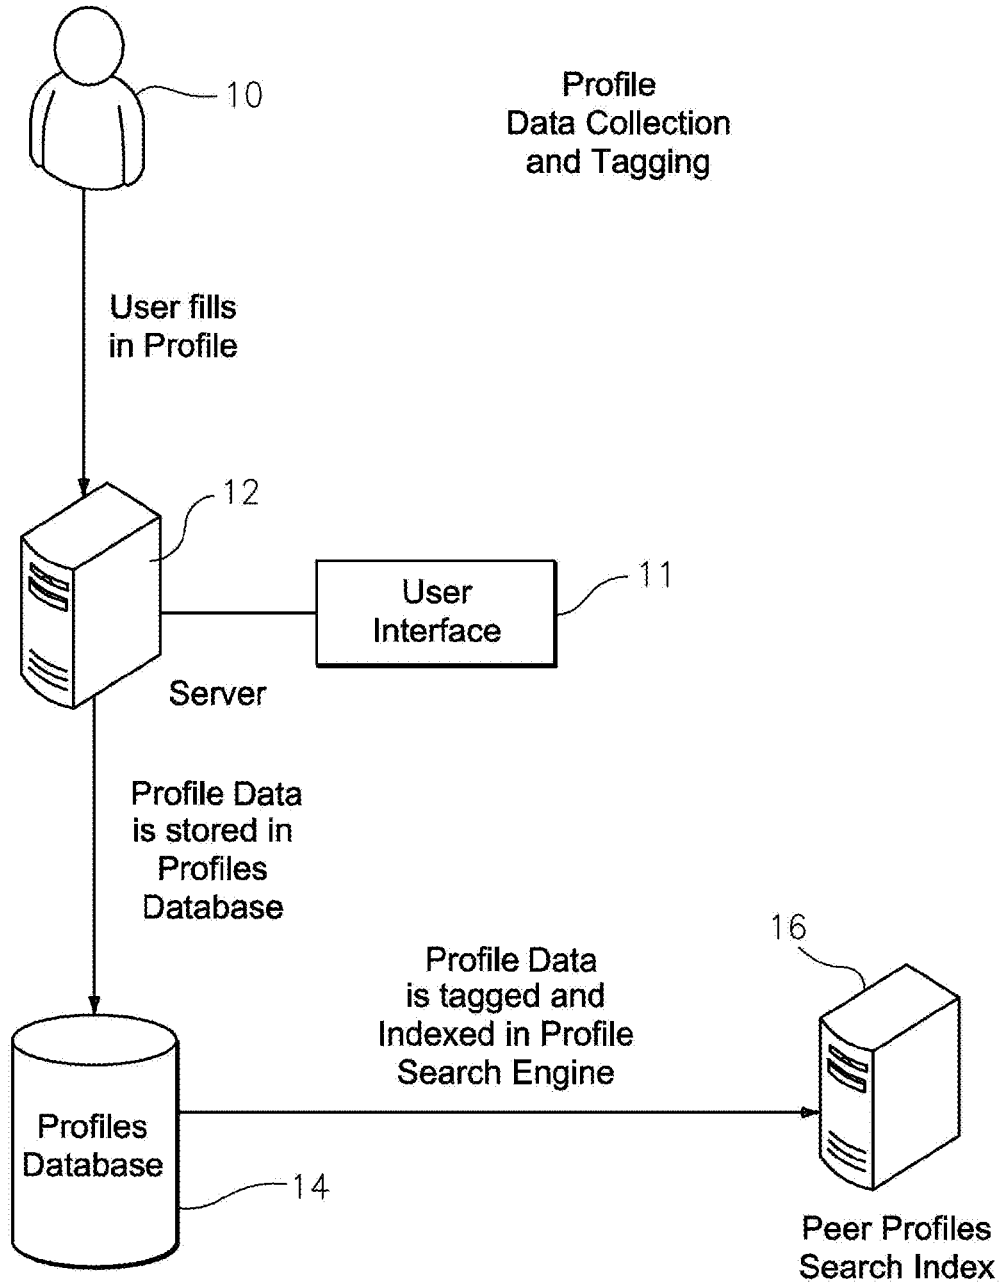 10
Profile
Data Collection
and Tagging
User fills
in Profile
12
User
Interface
11
Server
Profile Data
is stored in
Profiles
Database
Profile Data
is tagged and
Indexed in Profile
Search Engine
16
Profiles
Database
14
Peer Profiles
Search Index